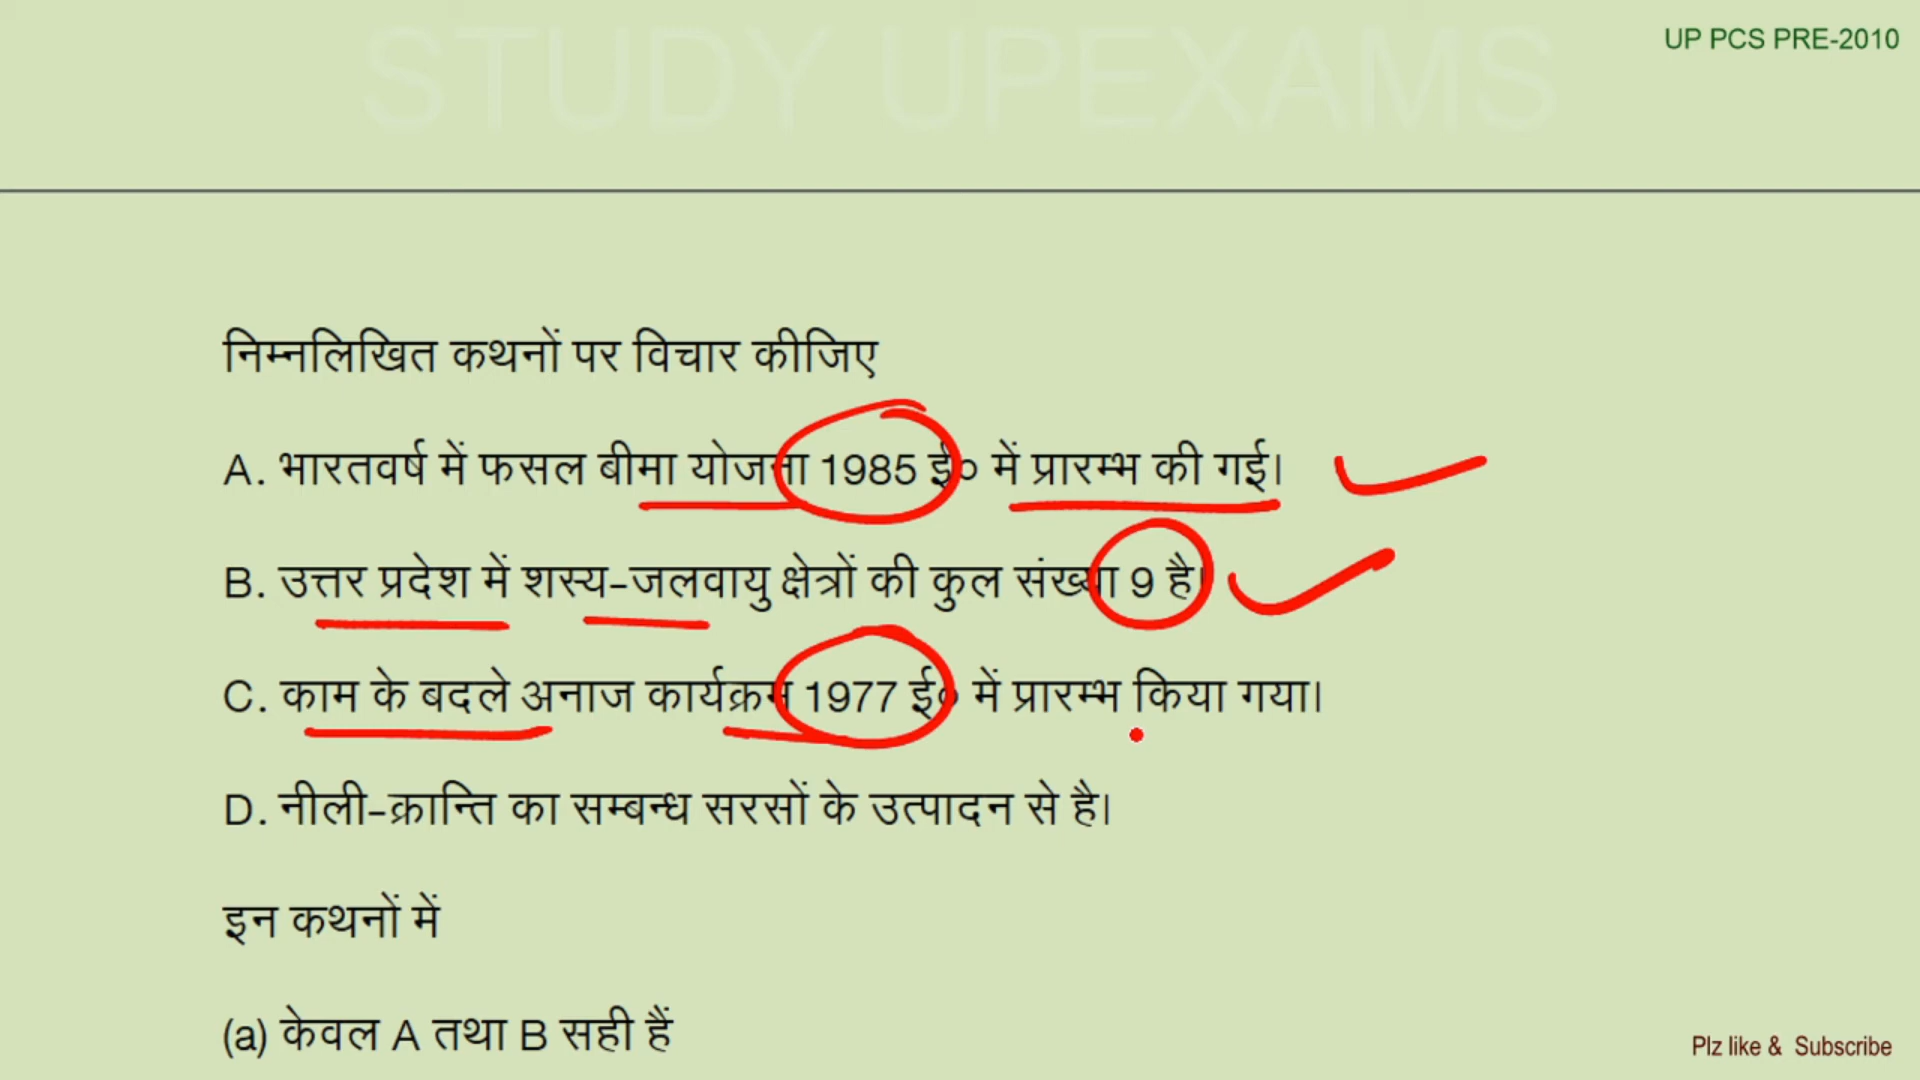 STUDY UPEXAMS
UP PCS PRE-2010
निम्नलिखित कथनों पर विचार कीजिए
A. भारतवर्ष में फसल बीमा योजना 1985 ई० में प्रारम्भ की गई।
B. उत्तर प्रदेश में शस्य-जलवायु क्षेत्रों की कुल संख्या 9 है।
C. काम के बदले अनाज कार्यक्रम 1977 ई० में प्रारम्भ किया गया।
D. नीली-क्रान्ति का सम्बन्ध सरसों के उत्पादन से है।
इन कथनों में
(a) केवल A तथा B सही हैं
Plz like & Subscribe